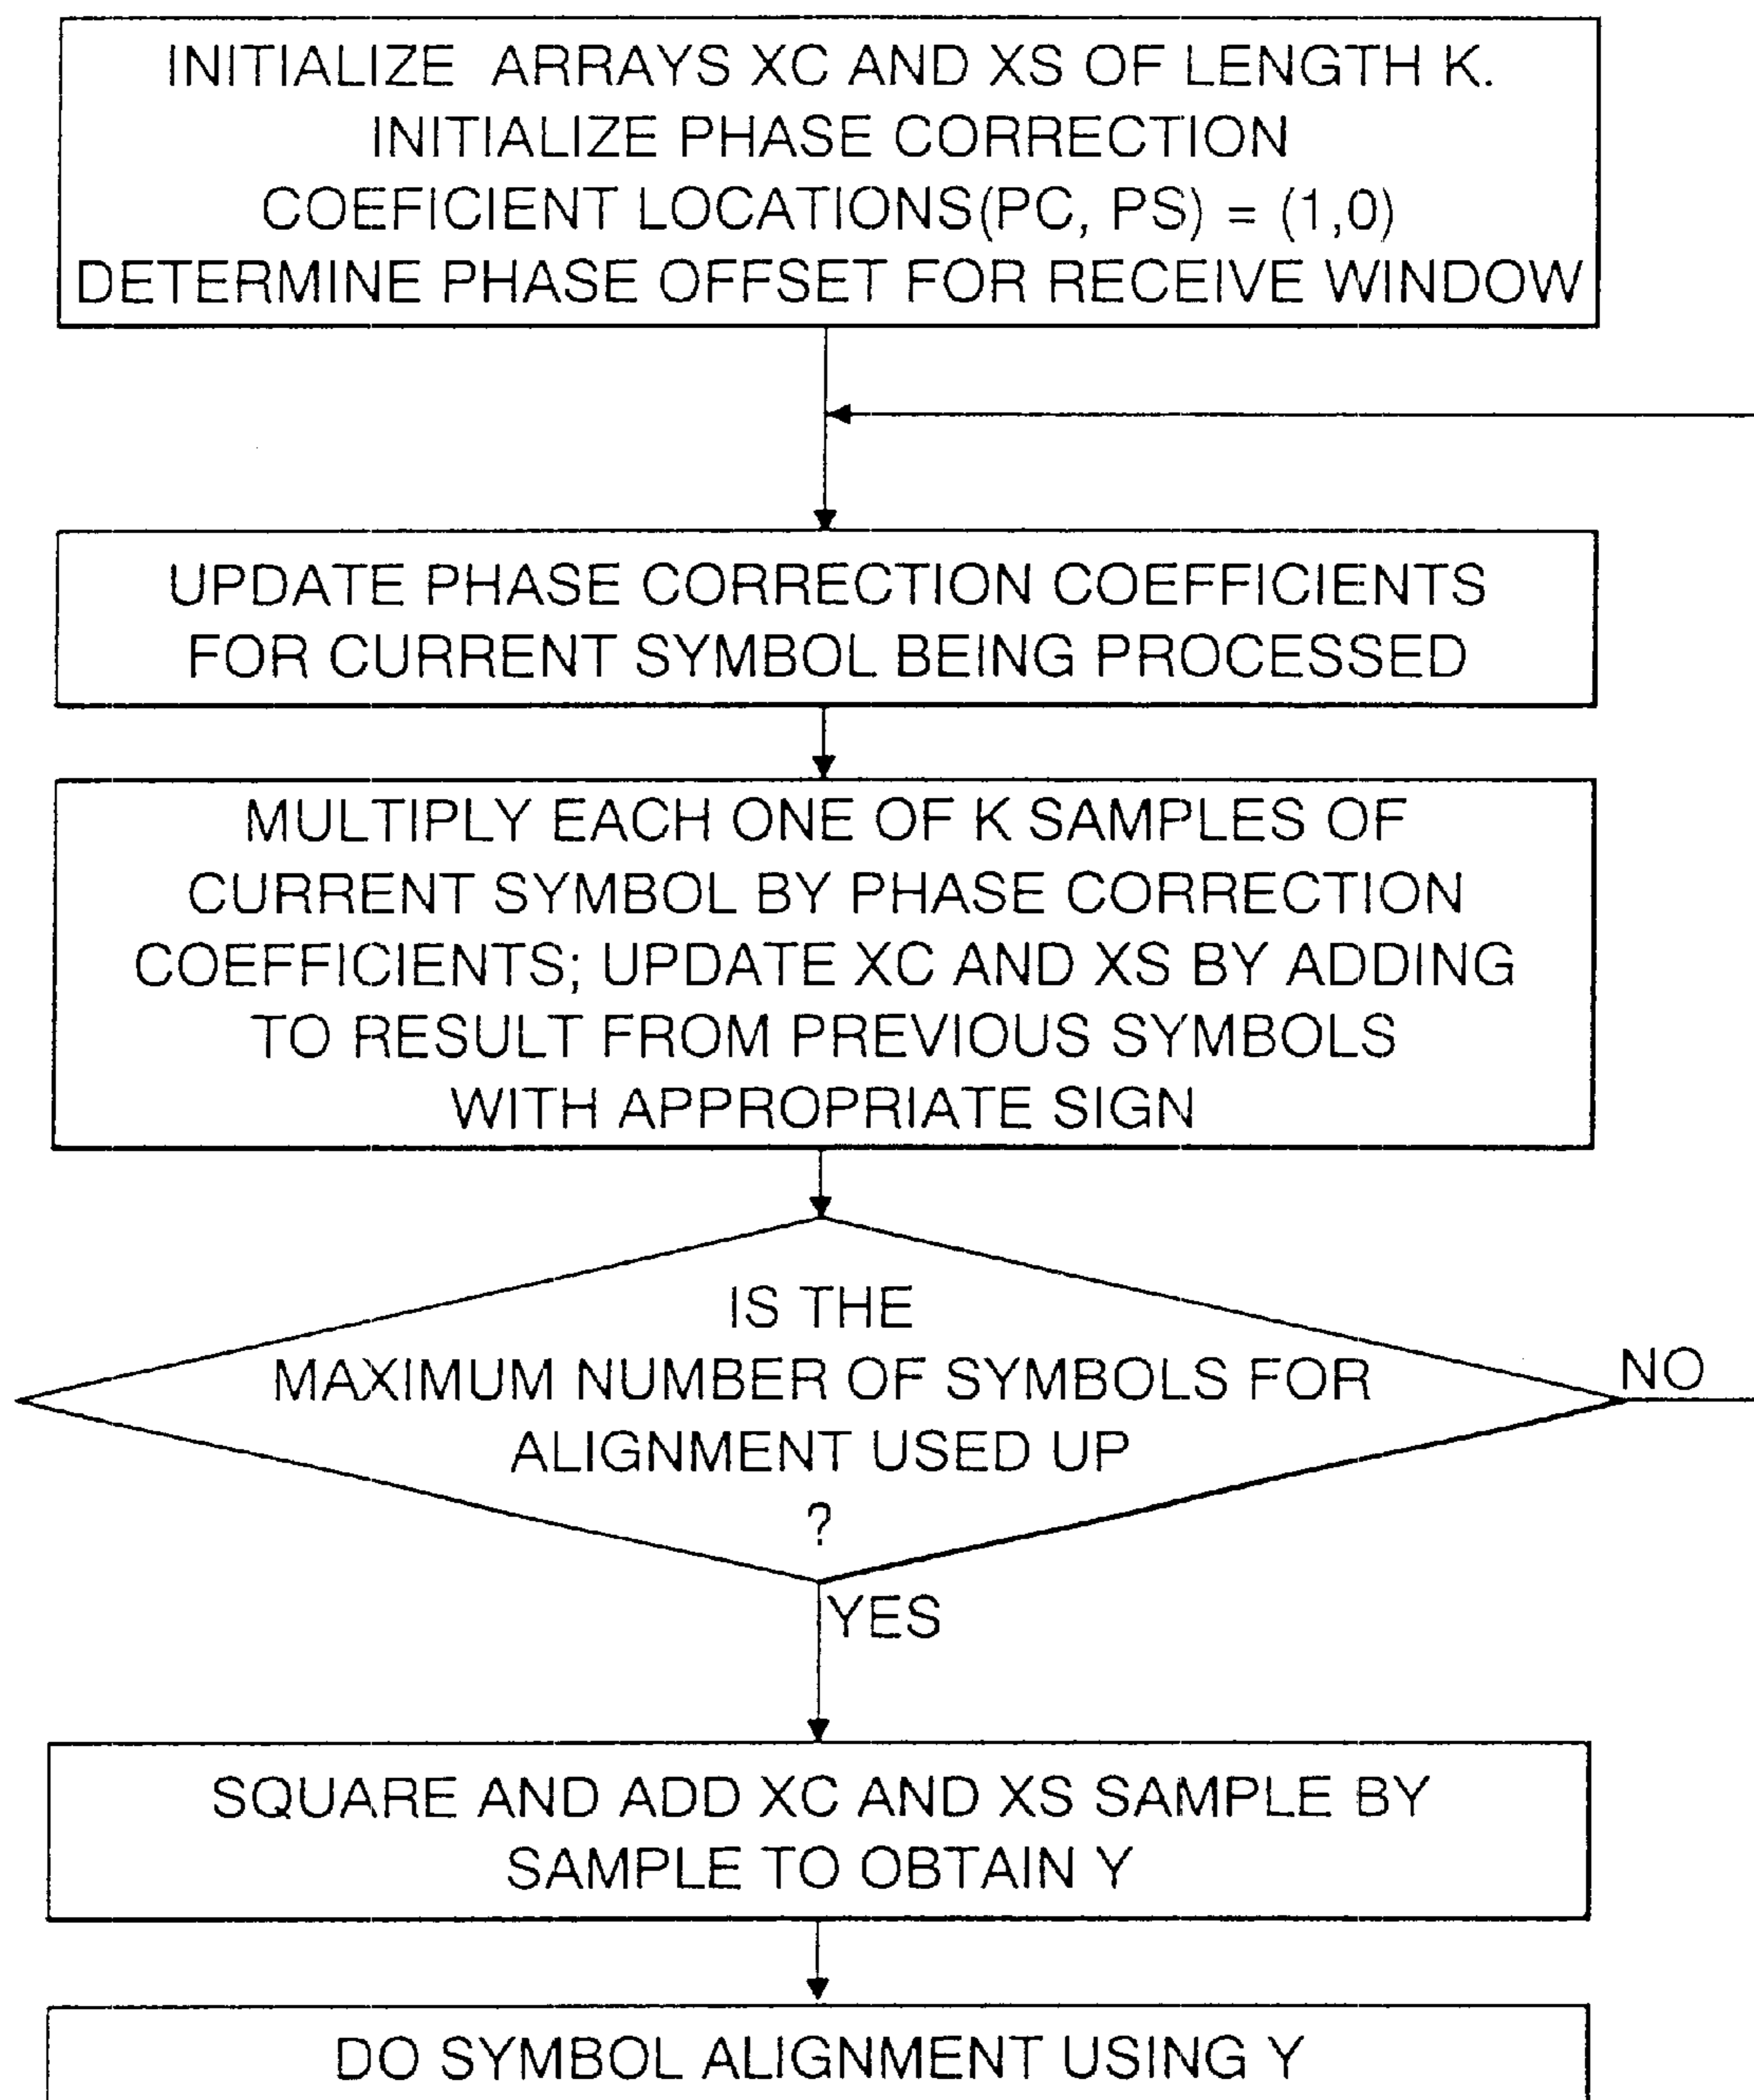 INITIALIZE ARRAYS XC AND XS OF LENGTH K.
INITIALIZE PHASE CORRECTION
COEFICIENT LOCATIONS(PC, PS) = (1,0)
DETERMINE PHASE OFFSET FOR RECEIVE WINDOW
UPDATE PHASE CORRECTION COEFFICIENTS
FOR CURRENT SYMBOL BEING PROCESSED
MULTIPLY EACH ONE OF K SAMPLES OF
CURRENT SYMBOL BY PHASE CORRECTION
COEFFICIENTS; UPDATE XC AND XS BY ADDING
TO RESULT FROM PREVIOUS SYMBOLS
WITH APPROPRIATE SIGN
IS THE
MAXIMUM NUMBER OF SYMBOLS FOR
ALIGNMENT USED UP
?
NO
YES
SQUARE AND ADD XC AND XS SAMPLE BY
SAMPLE TO OBTAIN Y
DO SYMBOL ALIGNMENT USING Y